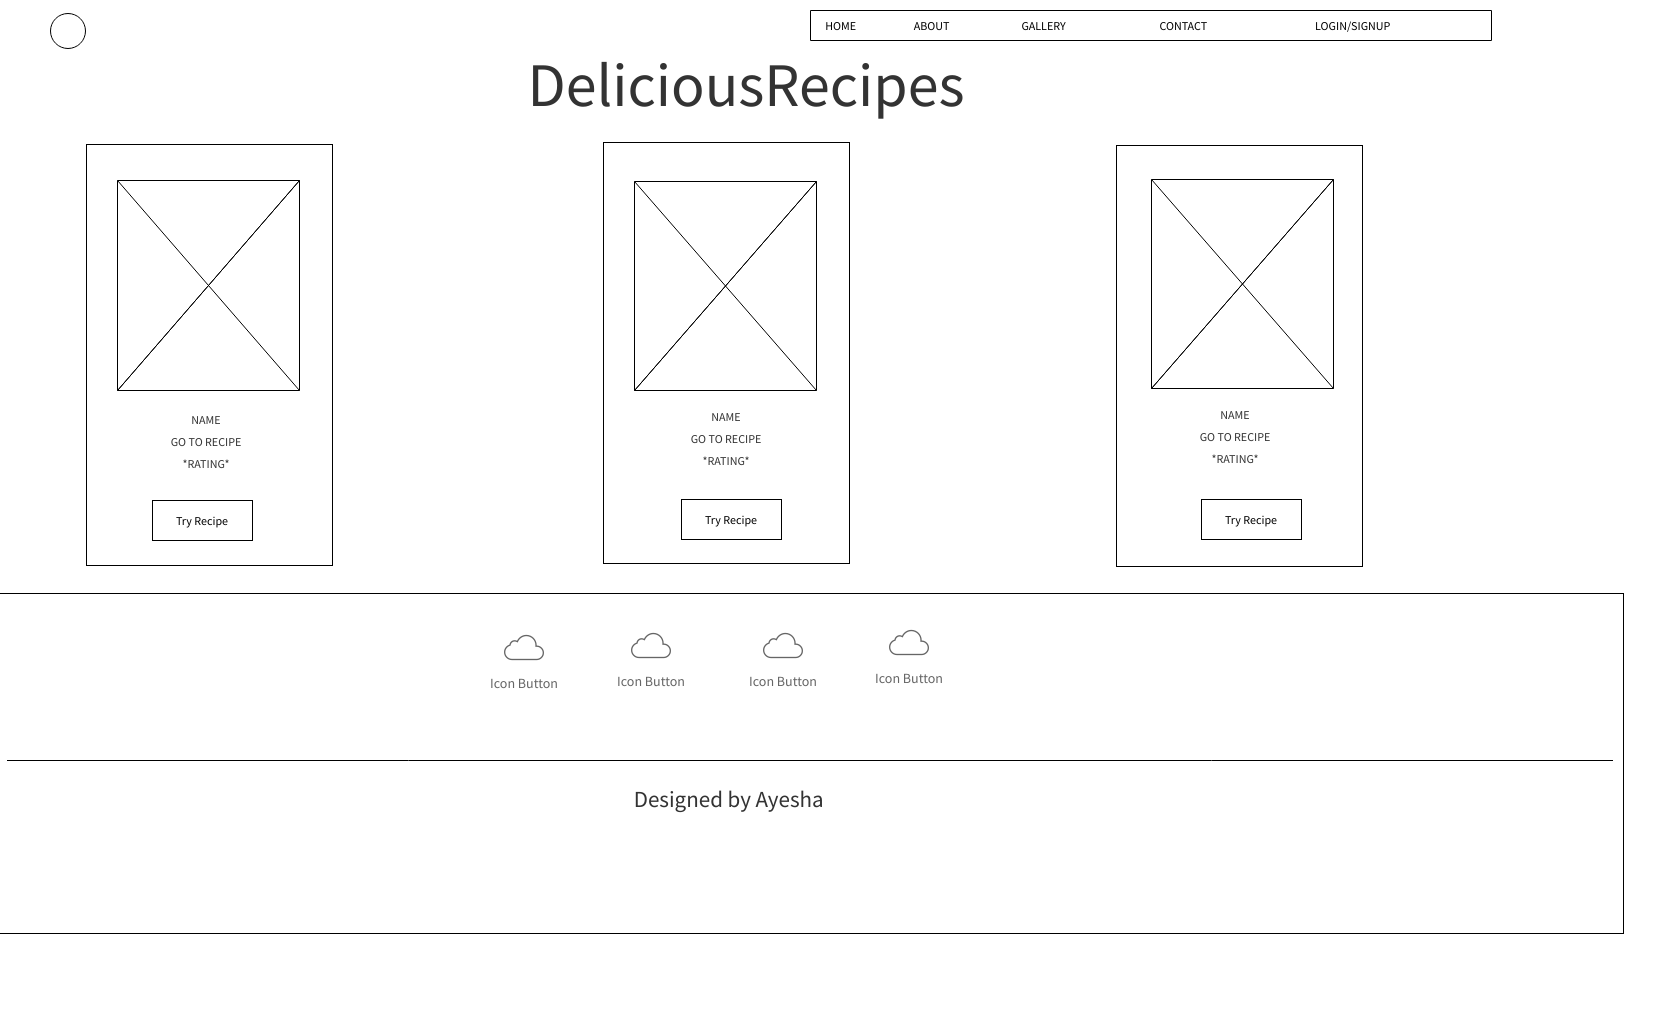 HOME ABOUT GALLERY CONTACT LOGIN/SIGNUP
DeliciousRecipes
NAME
GO TO RECIPE
*RATING*
Try Recipe
NAME
GO TO RECIPE
*RATING*
Try Recipe
NAME
GO TO RECIPE
*RATING*
Try Recipe
Icon Button Icon Button Icon Button Icon Button
Designed by Ayesha